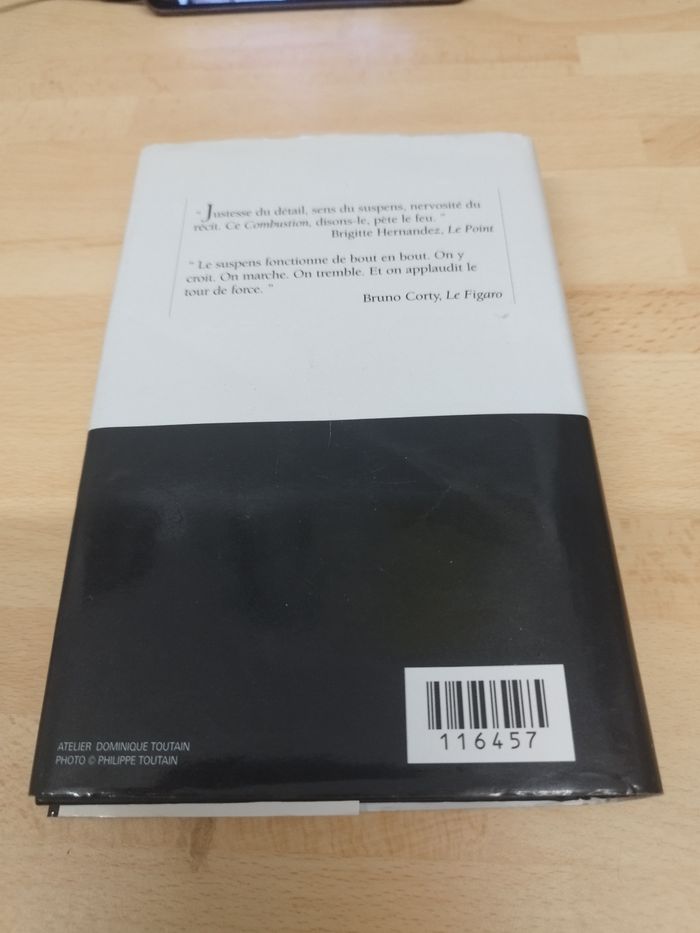 " Justesse du détail, sens du suspens, nervosité du
récit. Ce Combustion, disons-le, pète le feu. "
Brigitte Hernandez, Le Point
" Le suspens fonctionne de bout en bout. On y
croit. On marche. On tremble. Et on applaudit le
tour de force. "
Bruno Corty, Le Figaro
116457
ATELIER DOMINIQUE TOUTAIN
PHOTO © PHILIPPE TOUTAIN